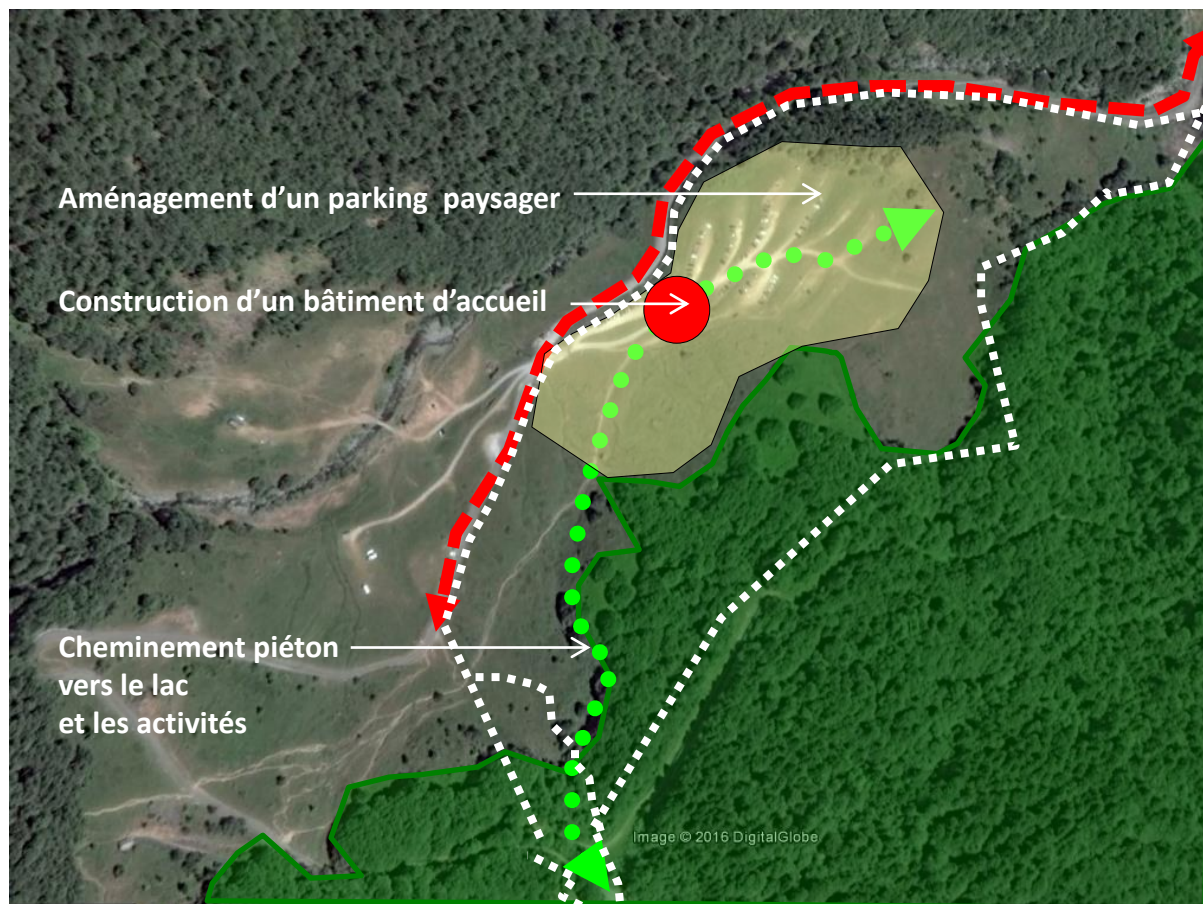 Aménagement d’un parking paysager
Construction d’un bâtiment d’accueil
Cheminement piéton
vers le lac
et les activités
Image © 2016 DigitalGlobe